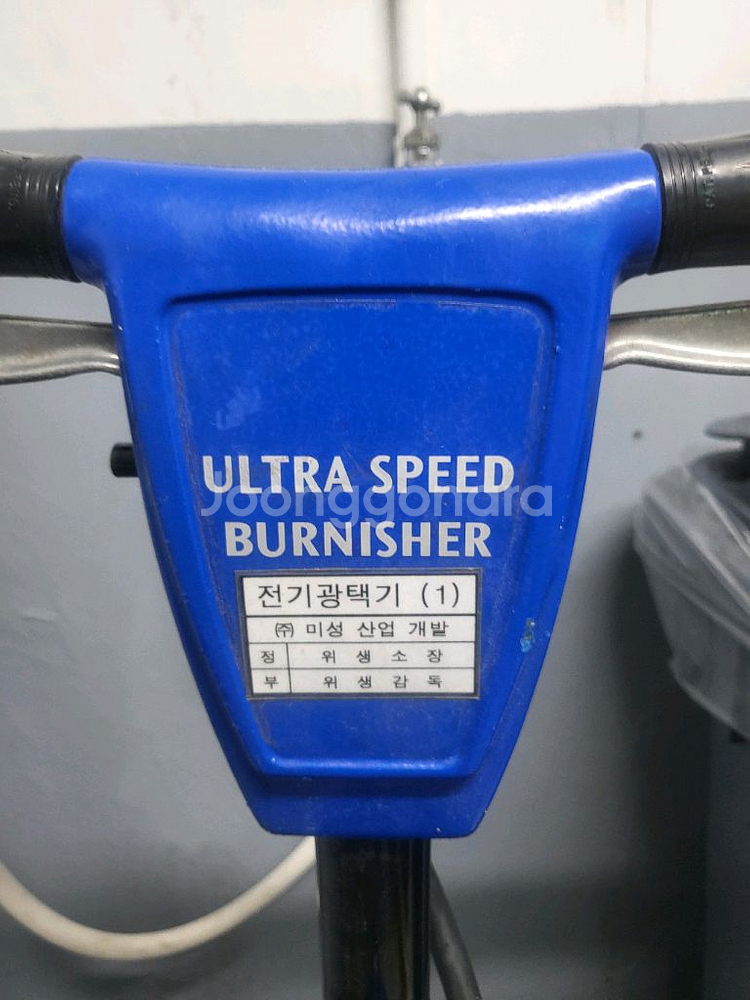 ULTRA SPEED
Joonggonara
BURNISHER
전기광택기 (1)
㈜ 미성 산업 개발
정 위 생 소 장
부 위 생 감 독